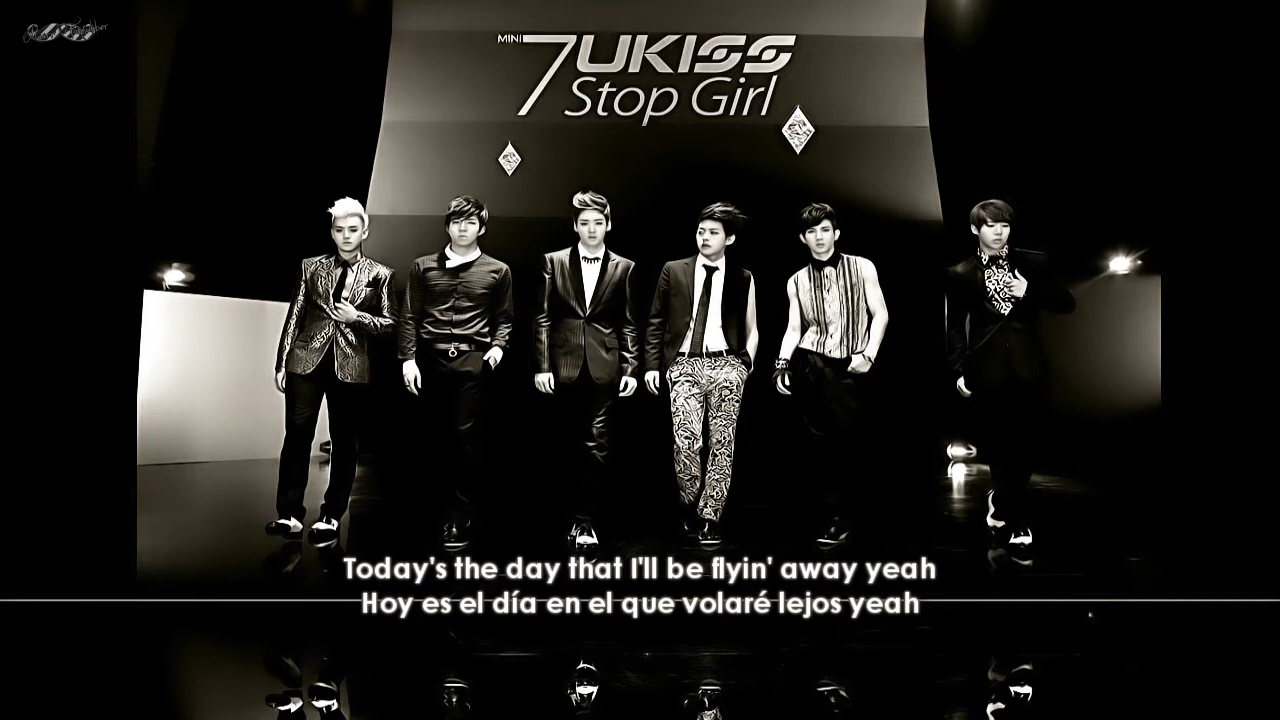 MINI
7 UKISS
Stop Girl
Today's the day that I'll be flyin' away yeah
Hoy es el día en el que volaré lejos yeah